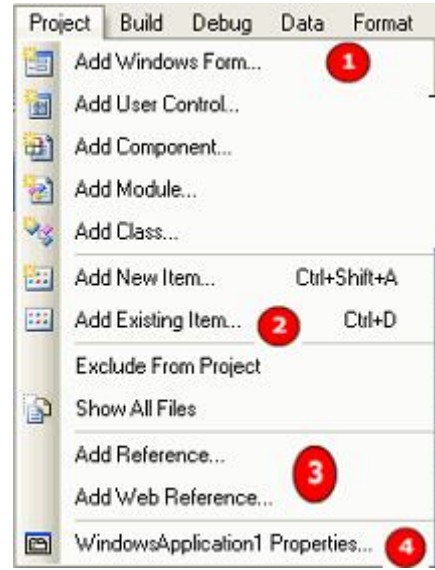 Project Build Debug Data Format
Add Windows Form... 1
Add User Control...
Add Component...
Add Module...
Add Class...
Add New Item... Ctrl+Shift+A
Add Existing Item... 2 Ctrl+D
Exclude From Project
Show All Files
Add Reference...
3
Add Web Reference...
WindowsApplication1 Properties... 4